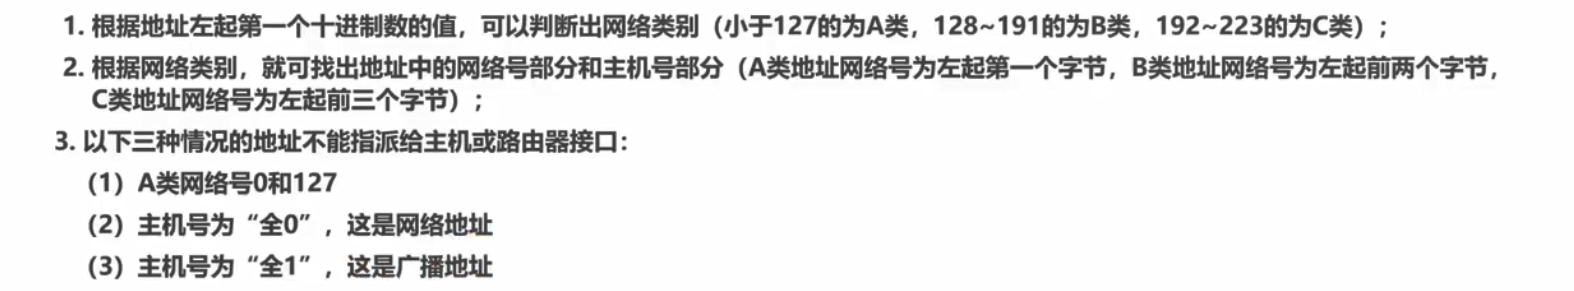 1. 根据地址左起第一个十进制数的值，可以判断出网络类别（小于127的为A类，128~191的为B类，192~223的为C类）；
2. 根据网络类别，就可找出地址中的网络号部分和主机号部分（A类地址网络号为左起第一个字节，B类地址网络号为左起前两个字节，
C类地址网络号为左起前三个字节）；
3. 以下三种情况的地址不能指派给主机或路由器接口：
（1）A类网络号0和127
（2）主机号为“全0”，这是网络地址
（3）主机号为“全1”，这是广播地址